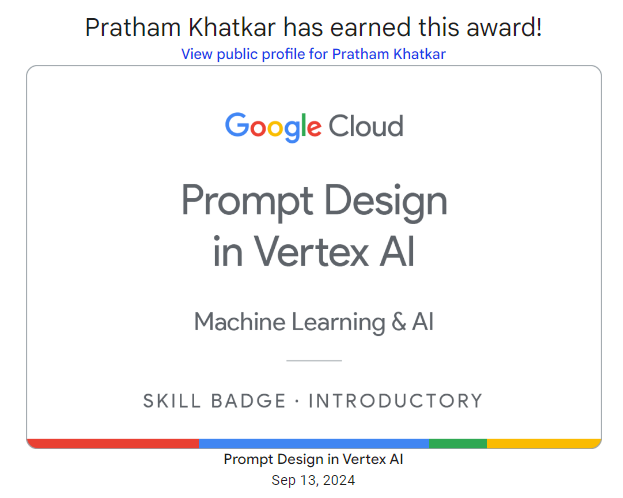 Pratham Khatkar has earned this award!
View public profile for Pratham Khatkar
Google Cloud
Prompt Design
in Vertex AI
Machine Learning & AI
SKILL BADGE · INTRODUCTORY
Prompt Design in Vertex AI
Sep 13, 2024